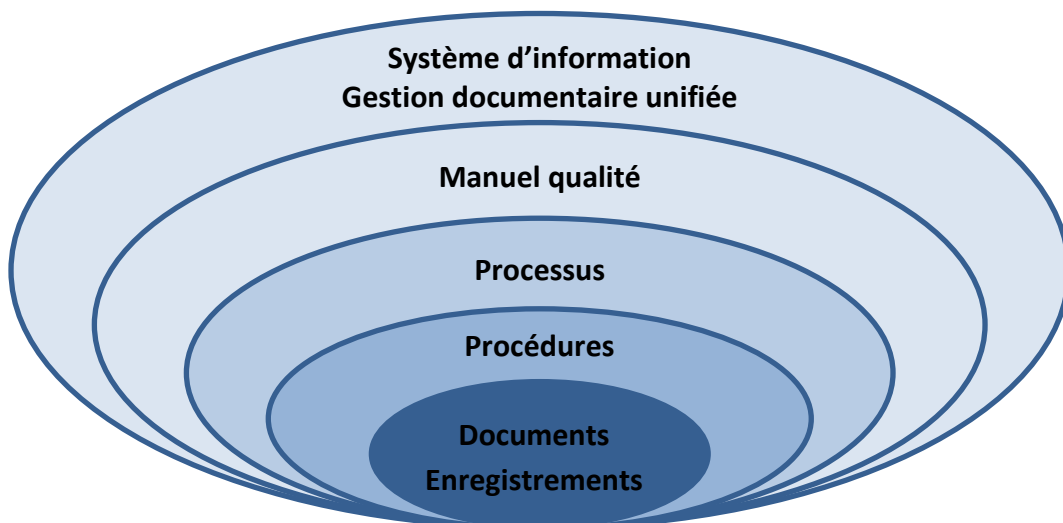 Système d’information
Gestion documentaire unifiée
Manuel qualité
Processus
Procédures
Documents
Enregistrements